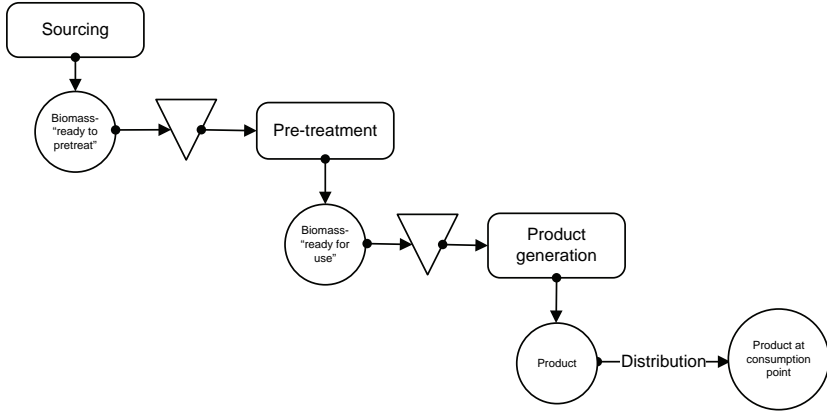 Sourcing
Biomass-
“ready to
pretreat”
Pre-treatment
Biomass-
“ready for
use”
Product
generation
Product
Distribution
Product at
consumption
point